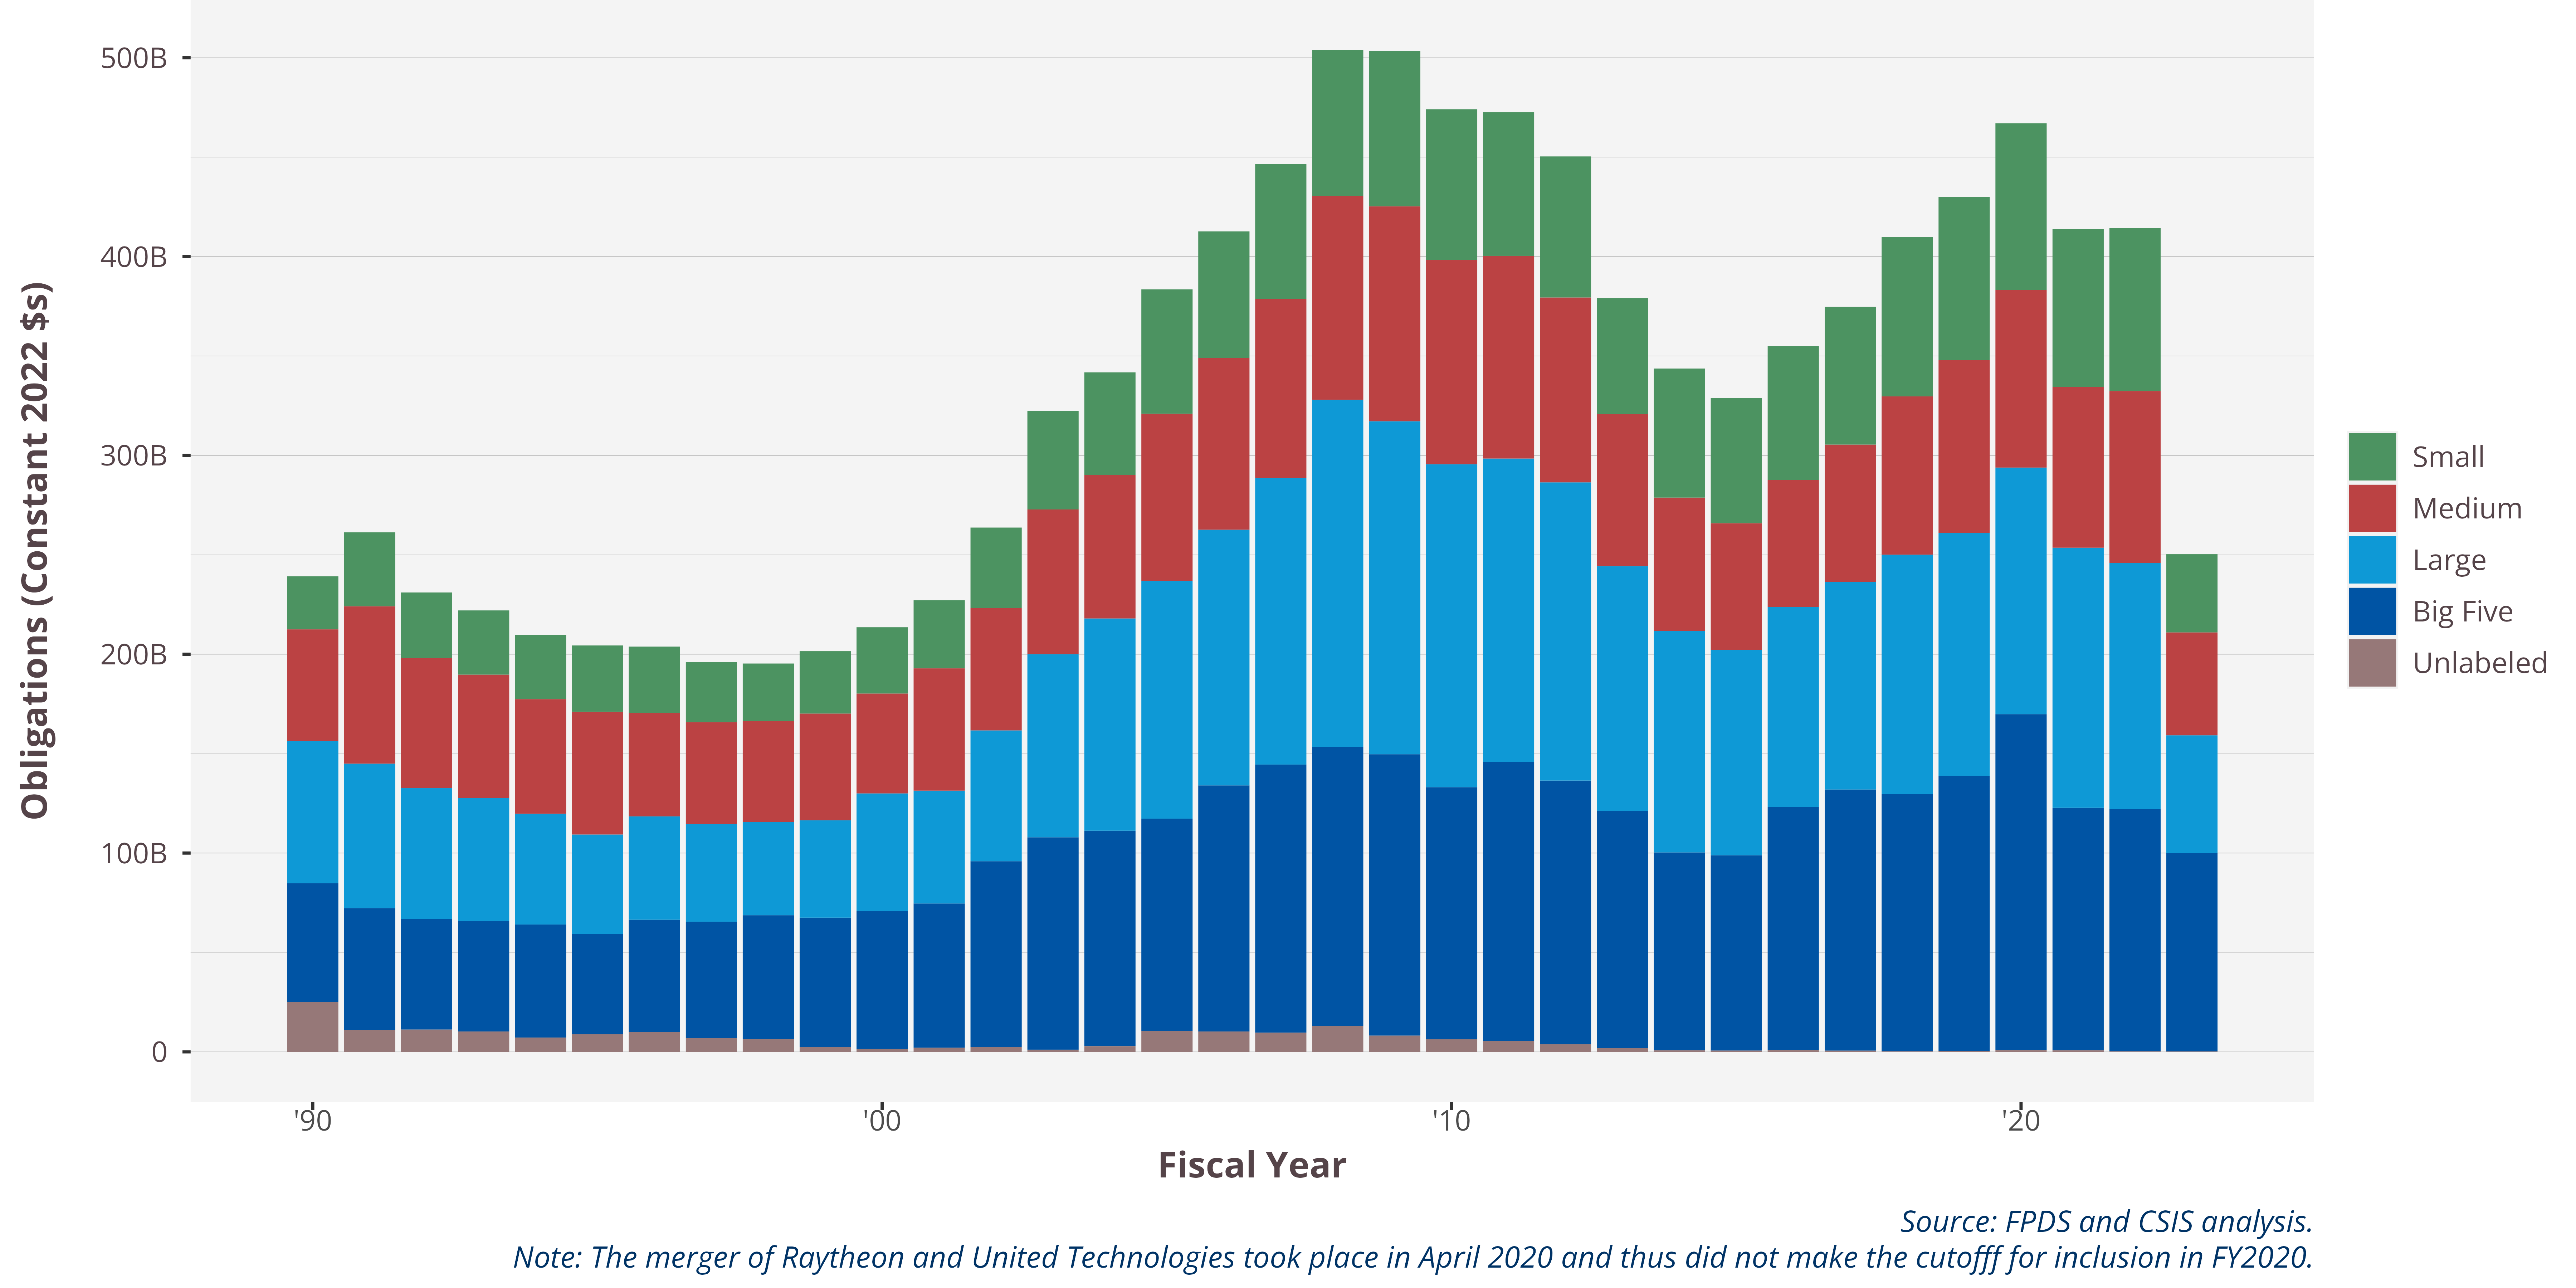 500B
400B
300B
200B
100B
0
Obligations (Constant 2022 $s)
'90
'00
'10
'20
Fiscal Year
Small
Medium
Large
Big Five
Unlabeled
Source: FPDS and CSIS analysis.
Note: The merger of Raytheon and United Technologies took place in April 2020 and thus did not make the cutofff for inclusion in FY2020.